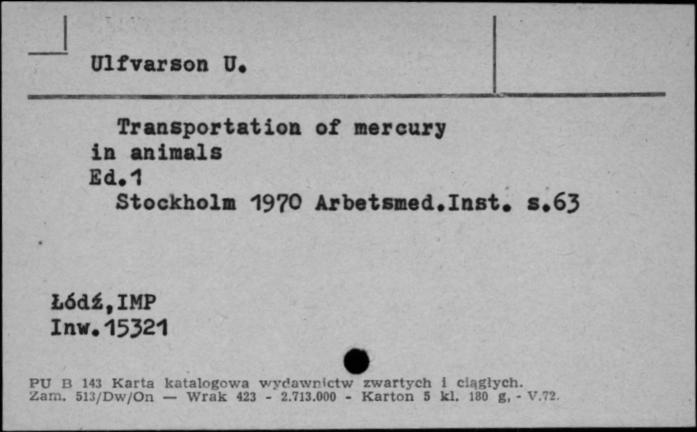 Ulfvarson U.
Transportation of mercury
in animals
Ed.1
Stockholm 1970 Arbetsmed.Inst. s.63
Łódź,IMP
Inw.15321
PU B 143 Karta katalogowa wydawnictw zwartych i ciągłych.
Zam. 513/Dw/On — Wrak 423 - 2.713.000 - Karton 5 kl. 180 g, - V.72.